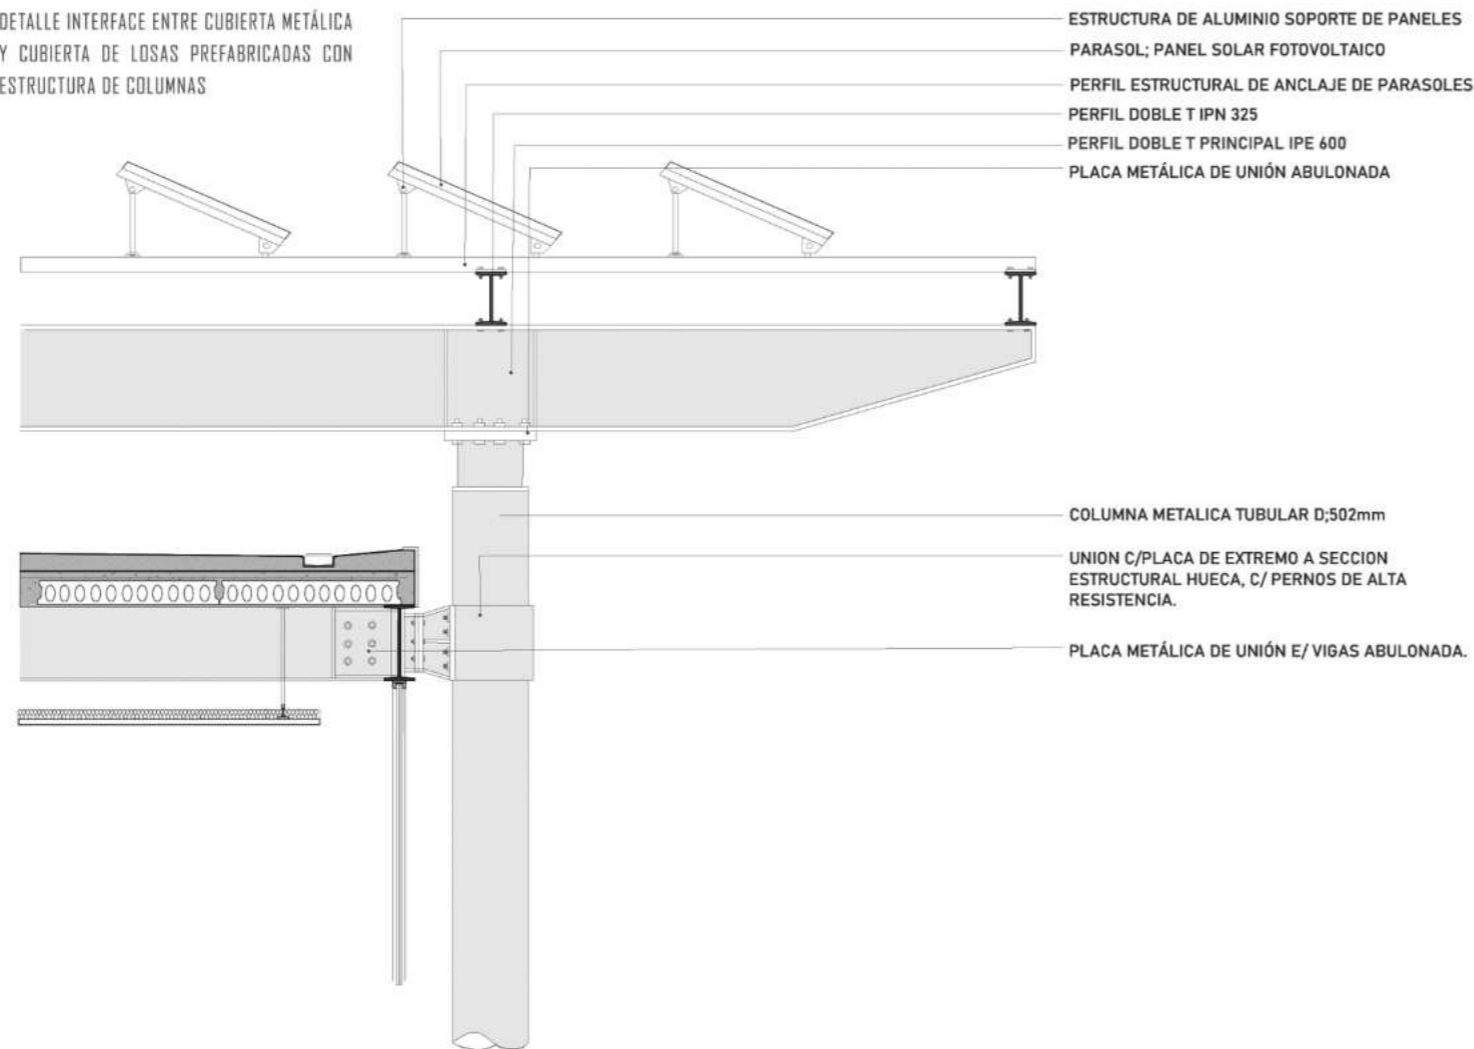 DETALLE INTERFACE ENTRE CUBIERTA METÁLICA
Y CUBIERTA DE LOSAS PREFABRICADAS CON
ESTRUCTURA DE COLUMNAS
ESTRUCTURA DE ALUMINIO SOPORTE DE PANELES
PARASOL; PANEL SOLAR FOTOVOLTAICO
PERFIL ESTRUCTURAL DE ANCLAJE DE PARASOLES
PERFIL DOBLE T IPN 325
PERFIL DOBLE T PRINCIPAL IPE 600
PLACA METÁLICA DE UNIÓN ABULONADA
COLUMNA METALICA TUBULAR D;502mm
UNION C/PLACA DE EXTREMO A SECCION
ESTRUCTURAL HUECA, C/ PERNOS DE ALTA
RESISTENCIA.
PLACA METÁLICA DE UNIÓN E/ VIGAS ABULONADA.